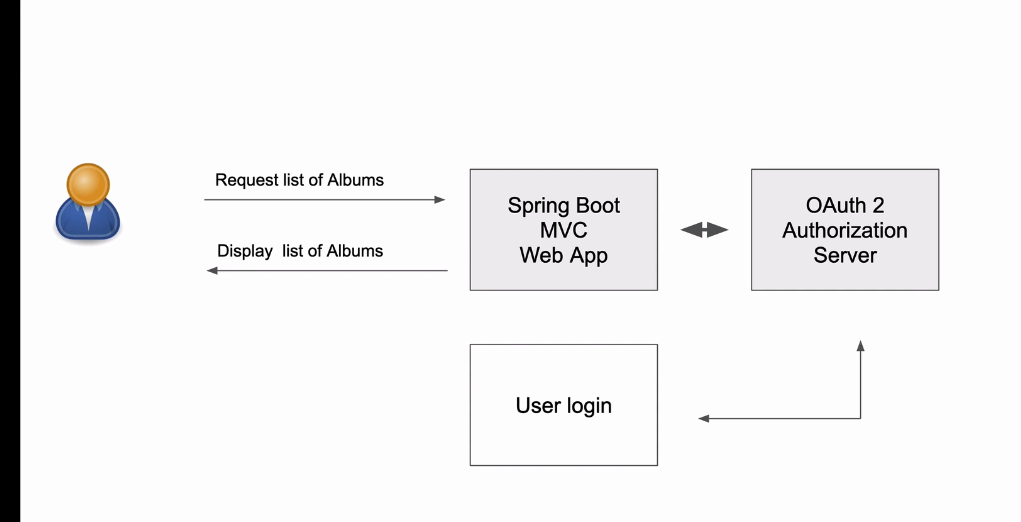 Request list of Albums
Display list of Albums
Spring Boot
MVC
Web App
OAuth 2
Authorization
Server
User login